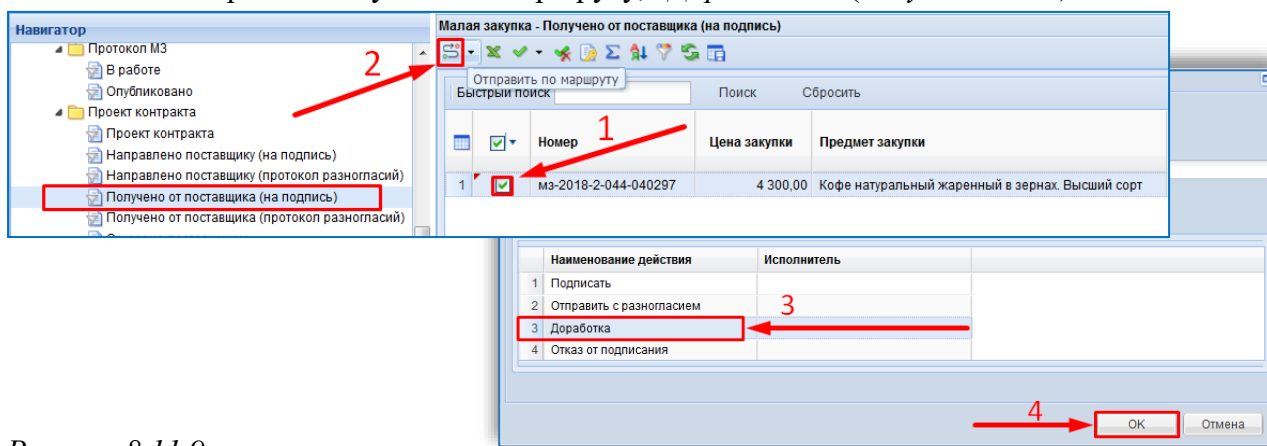 Навигатор
Протокол МЗ
В работе
Опубликовано
Проект контракта
Проект контракта
Направлено поставщику (на подпись)
Направлено поставщику (протокол разногласий)
Получено от поставщика (на подпись)
Получено от поставщика (протокол разногласий)
2
Малая закупка - Получено от поставщика (на подпись)
Отправить по маршруту
Быстрый поиск Поиск Сбросить
1
Номер Цена закупки Предмет закупки
1 мз-2018-2-044-040297 4 300,00 Кофе натуральный жаренный в зернах. Высший сорт
Наименование действия Исполнитель
1 Подписать
2 Отправить с разногласием
3 Доработка
4 Отказ от подписания
3
4
ОК Отмена